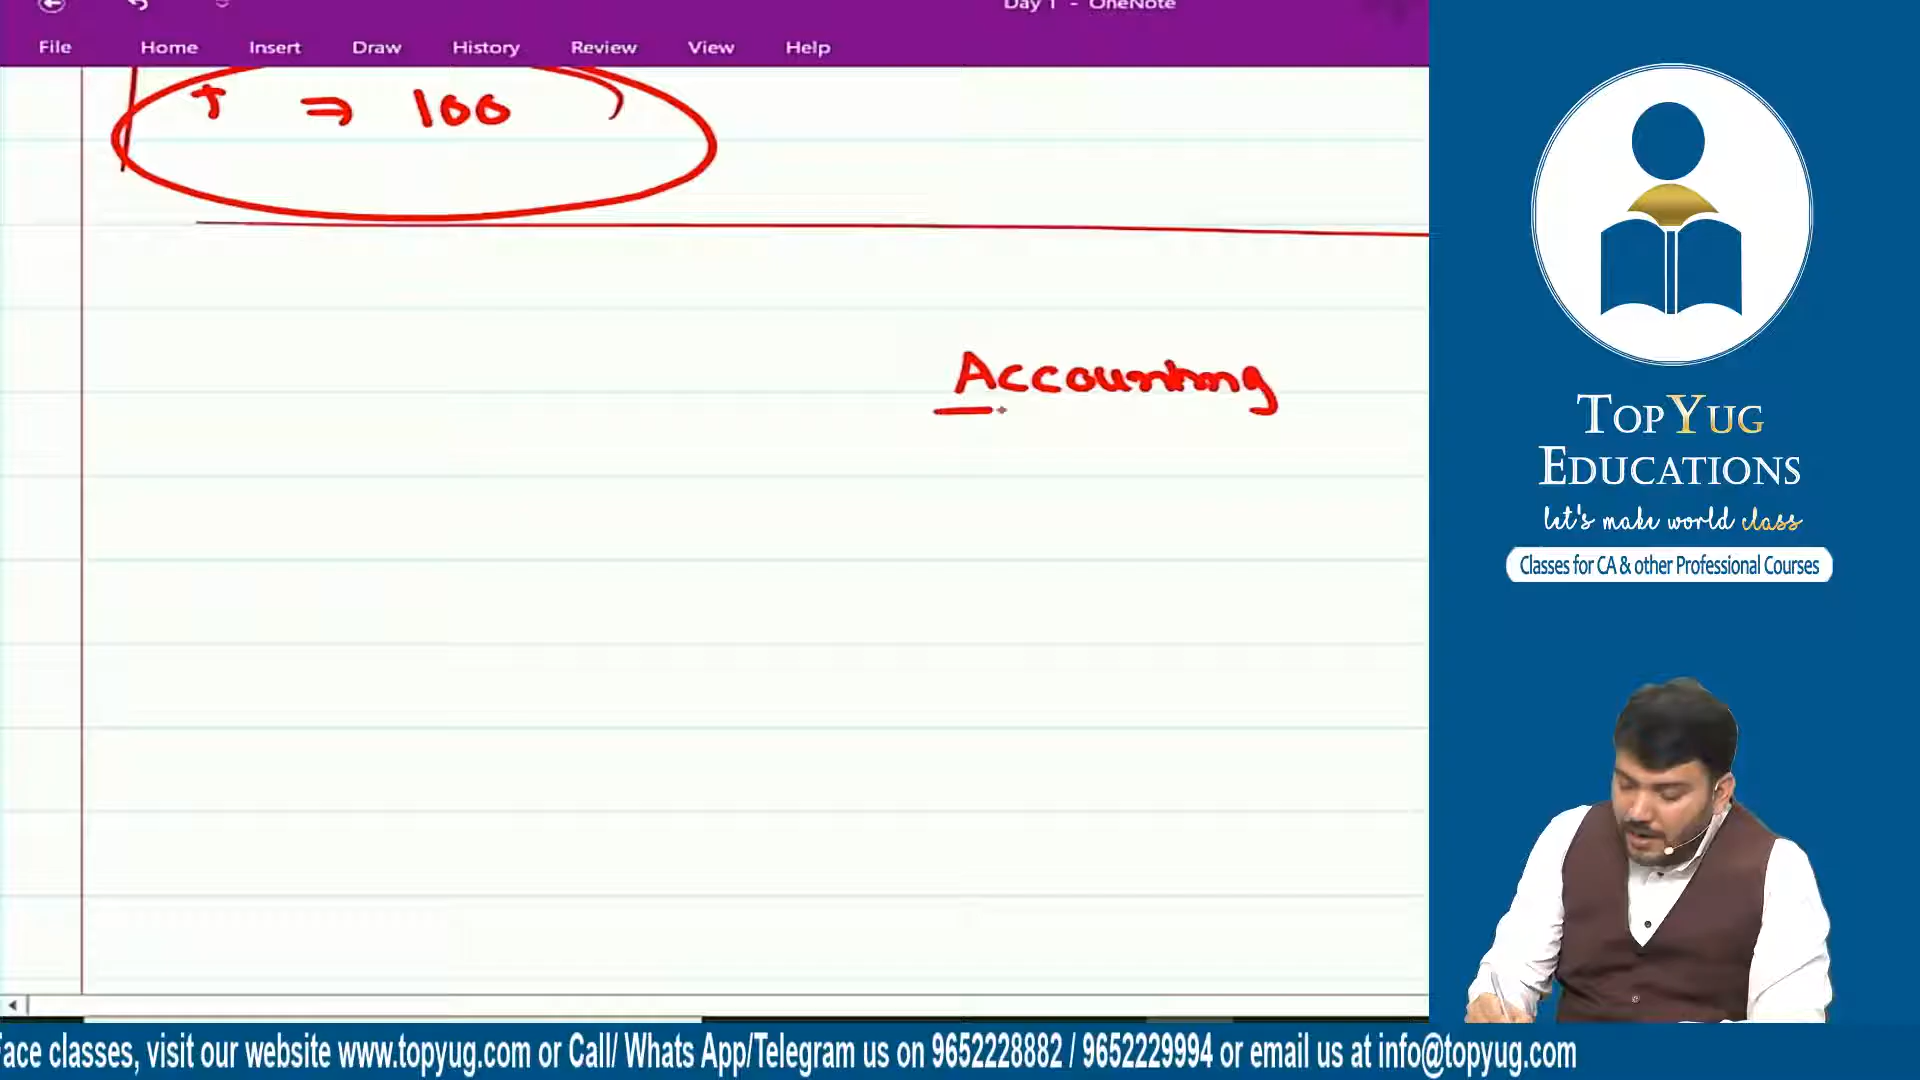 Day 1 - OneNote
File Home Insert Draw History Review View Help
⇒ 100
Accounting
TOPYUG
EDUCATIONS
let's make world class
Classes for CA & other Professional Courses
Face classes, visit our website www.topyug.com or Call/ Whats App/Telegram us on 9652228882 / 9652229994 or email us at info@topyug.com